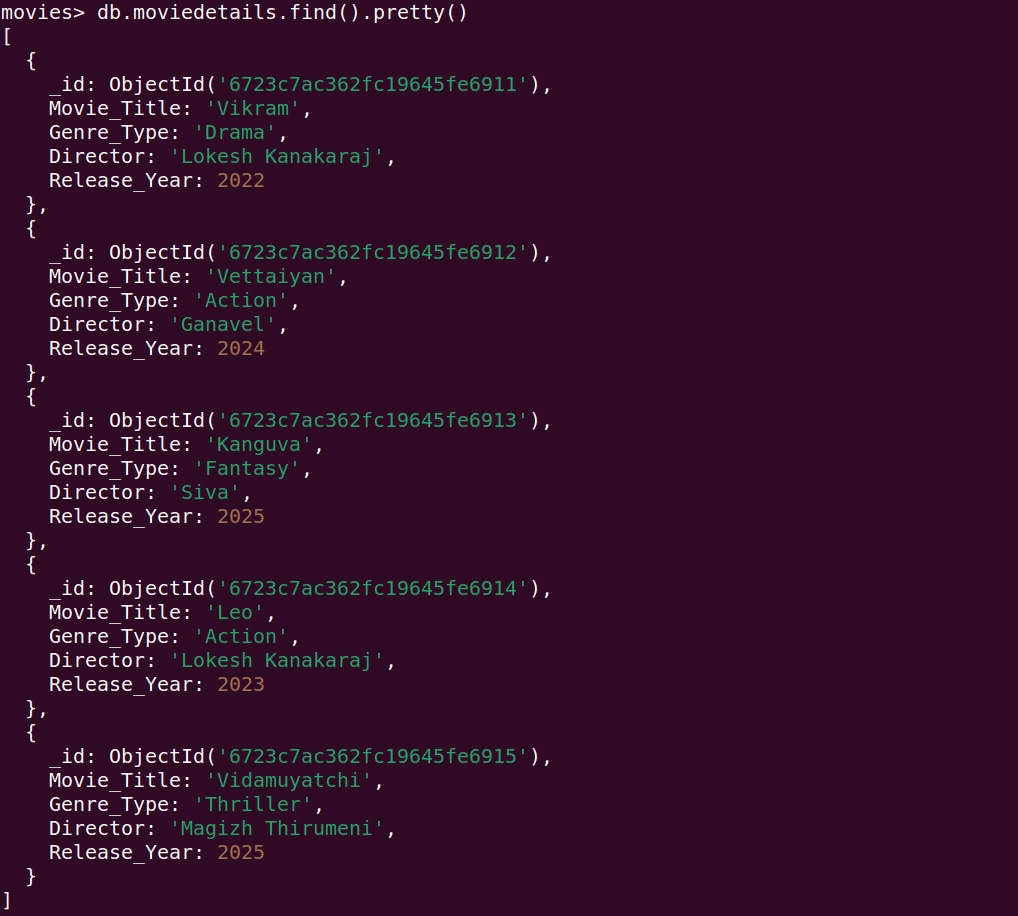 movies> db.moviedetails.find().pretty()
[
  {
    _id: ObjectId('6723c7ac362fc19645fe6911'),
    Movie_Title: 'Vikram',
    Genre_Type: 'Drama',
    Director: 'Lokesh Kanakaraj',
    Release_Year: 2022
  },
  {
    _id: ObjectId('6723c7ac362fc19645fe6912'),
    Movie_Title: 'Vettaiyan',
    Genre_Type: 'Action',
    Director: 'Ganavel',
    Release_Year: 2024
  },
  {
    _id: ObjectId('6723c7ac362fc19645fe6913'),
    Movie_Title: 'Kanguva',
    Genre_Type: 'Fantasy',
    Director: 'Siva',
    Release_Year: 2025
  },
  {
    _id: ObjectId('6723c7ac362fc19645fe6914'),
    Movie_Title: 'Leo',
    Genre_Type: 'Action',
    Director: 'Lokesh Kanakaraj',
    Release_Year: 2023
  },
  {
    _id: ObjectId('6723c7ac362fc19645fe6915'),
    Movie_Title: 'Vidamuyatchi',
    Genre_Type: 'Thriller',
    Director: 'Magizh Thirumeni',
    Release_Year: 2025
  }
]